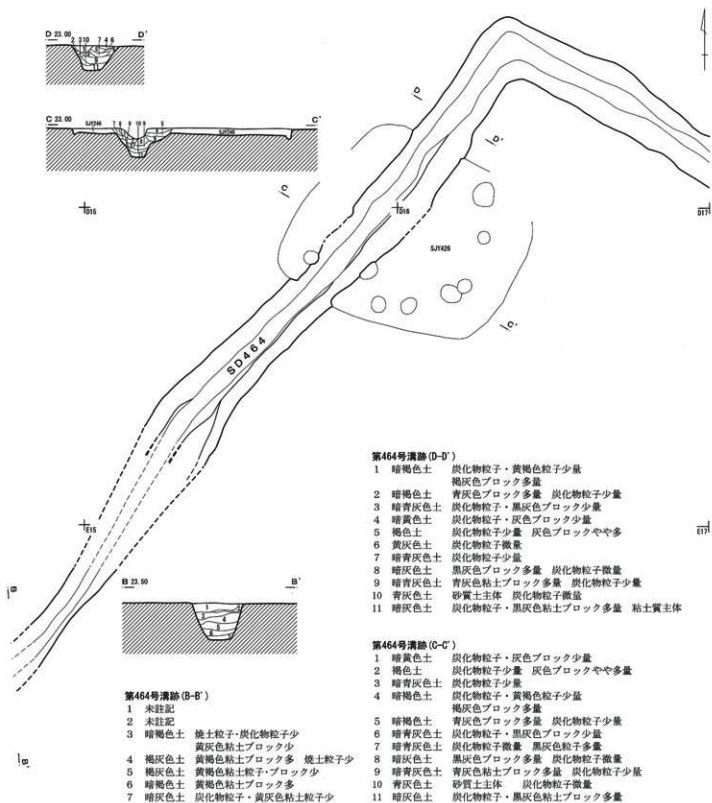 D 23.00 D'
2 3 10 7 4 6
C 23.00 C'
SJY246 7 8 9 10 9 5 SJY246
D
D'
C
C'
D15
D16
D17
SJY426
SD464
E15
E17
B
B'
B 23.50 B'
1
3 4
5
第464号溝跡(D-D')
1 暗褐色土 炭化物粒子・黄褐色粒子少量
褐灰色ブロック多量
2 暗褐色土 青灰色ブロック多量 炭化物粒子少量
3 暗青灰色土 炭化物粒子・黒灰色ブロック少量
4 暗黄色土 炭化物粒子・灰色ブロック少量
5 褐色土 炭化物粒子少量 灰色ブロックやや多
6 黄灰色土 炭化物粒子微量
7 暗青灰色土 炭化物粒子少量
8 暗灰色土 黒灰色ブロック多量 炭化物粒子微量
9 暗青灰色土 青灰色粘土ブロック多量 炭化物粒子少量
10 青灰色土 砂質土主体 炭化物粒子微量
11 暗灰色土 炭化物粒子・黒灰色粘土ブロック多量 粘土質主体
第464号溝跡(C-C')
1 暗黄色土 炭化物粒子・灰色ブロック少量
2 褐色土 炭化物粒子少量 灰色ブロックやや多量
3 暗青灰色土 炭化物粒子少量
4 暗褐色土 炭化物粒子・黄褐色粒子少量
褐灰色ブロック多量
5 暗褐色土 青灰色ブロック多量 炭化物粒子少量
6 暗青灰色土 炭化物粒子・黒灰色ブロック少量
7 暗青灰色土 炭化物粒子微量 黒灰色粒子多量
8 暗灰色土 黒灰色ブロック多量 炭化物粒子微量
9 暗青灰色土 青灰色粘土ブロック多量 炭化物粒子少量
10 青灰色土 砂質土主体 炭化物粒子微量
11 暗灰色土 炭化物粒子・黒灰色粘土ブロック多量
第464号溝跡(B-B')
1 未註記
2 未註記
3 暗褐色土 焼土粒子・炭化物粒子少
黄灰色粘土ブロック少
4 褐灰色土 黄褐色粘土ブロック多 焼土粒子少
5 褐灰色土 黄褐色粘土粒子・ブロック少
6 暗褐色土 黄褐色粘土ブロック多
7 暗灰色土 炭化物粒子・黄灰色粘土粒子少